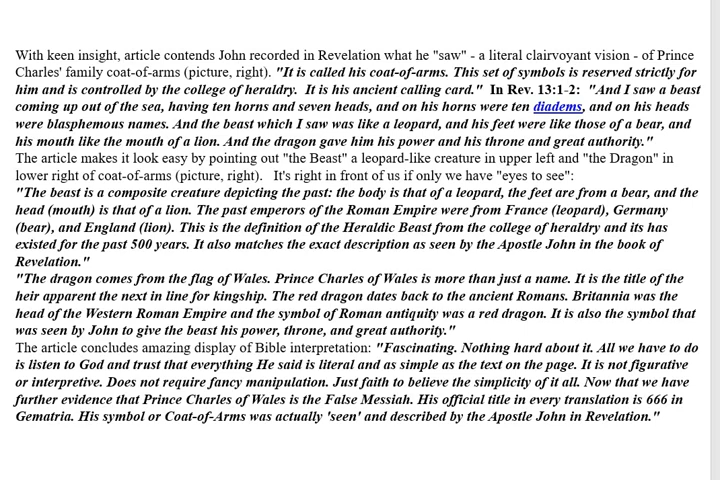 With keen insight, article contends John recorded in Revelation what he "saw" - a literal clairvoyant vision - of Prince
Charles' family coat-of-arms (picture, right). "It is called his coat-of-arms. This set of symbols is reserved strictly for
him and is controlled by the college of heraldry. It is his ancient calling card." In Rev. 13:1-2: "And I saw a beast
coming up out of the sea, having ten horns and seven heads, and on his horns were ten diadems, and on his heads
were blasphemous names. And the beast which I saw was like a leopard, and his feet were like those of a bear, and
his mouth like the mouth of a lion. And the dragon gave him his power and his throne and great authority."
The article makes it look easy by pointing out "the Beast" a leopard-like creature in upper left and "the Dragon" in
lower right of coat-of-arms (picture, right). It's right in front of us if only we have "eyes to see":
"The beast is a composite creature depicting the past: the body is that of a leopard, the feet are from a bear, and the
head (mouth) is that of a lion. The past emperors of the Roman Empire were from France (leopard), Germany
(bear), and England (lion). This is the definition of the Heraldic Beast from the college of heraldry and its has
existed for the past 500 years. It also matches the exact description as seen by the Apostle John in the book of
Revelation."
"The dragon comes from the flag of Wales. Prince Charles of Wales is more than just a name. It is the title of the
heir apparent the next in line for kingship. The red dragon dates back to the ancient Romans. Britannia was the
head of the Western Roman Empire and the symbol of Roman antiquity was a red dragon. It is also the symbol that
was seen by John to give the beast his power, throne, and great authority."
The article concludes amazing display of Bible interpretation: "Fascinating. Nothing hard about it. All we have to do
is listen to God and trust that everything He said is literal and as simple as the text on the page. It is not figurative
or interpretive. Does not require fancy manipulation. Just faith to believe the simplicity of it all. Now that we have
further evidence that Prince Charles of Wales is the False Messiah. His official title in every translation is 666 in
Gematria. His symbol or Coat-of-Arms was actually 'seen' and described by the Apostle John in Revelation."